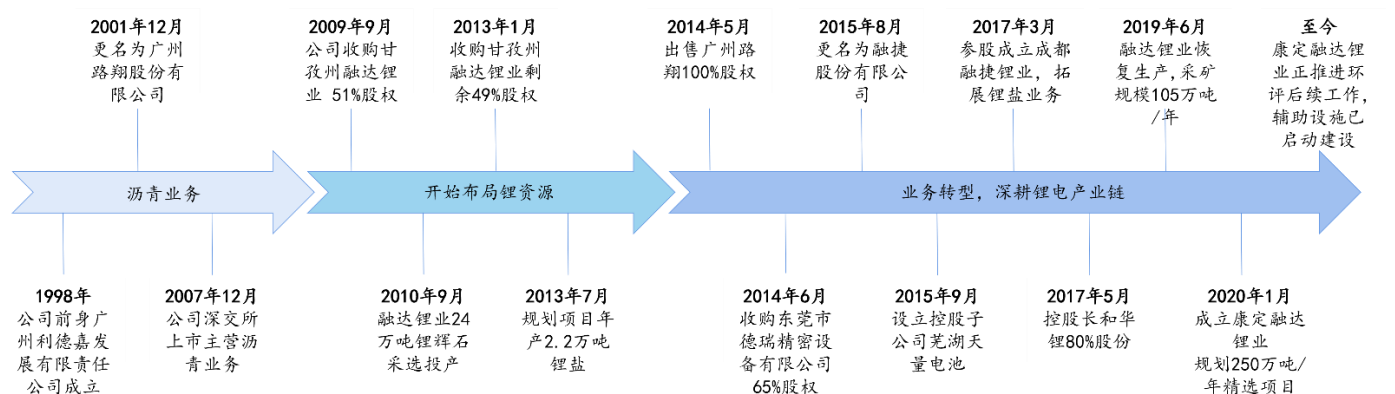 2001年12月
更名为广州
路翔股份有
限公司
2009年9月
公司收购甘
孜州融达锂
业 51%股权
2013年1月
收购甘孜州
融达锂业剩
余49%股权
2014年5月
出售广州路
翔100%股权
2015年8月
更名为融捷
股份有限公
司
2017年3月
参股成立成都
融捷锂业，拓
展锂盐业务
2019年6月
融达锂业恢
复生产,采矿
规模105万吨
/年
至今
康定融达锂
业正推进环
评后续工作,
辅助设施已
启动建设
沥青业务
开始布局锂资源
业务转型，深耕锂电产业链
1998年
公司前身广
州利德嘉发
展有限责任
公司成立
2007年12月
公司深交所
上市主营沥
青业务
2010年9月
融达锂业24
万吨锂辉石
采选投产
2013年7月
规划项目年
产2.2万吨
锂盐
2014年6月
收购东莞市
德瑞精密设
备有限公司
65%股权
2015年9月
设立控股子
公司芜湖天
量电池
2017年5月
控股长和华
锂80%股份
2020年1月
成立康定融达
锂业
规划250万吨/
年精选项目